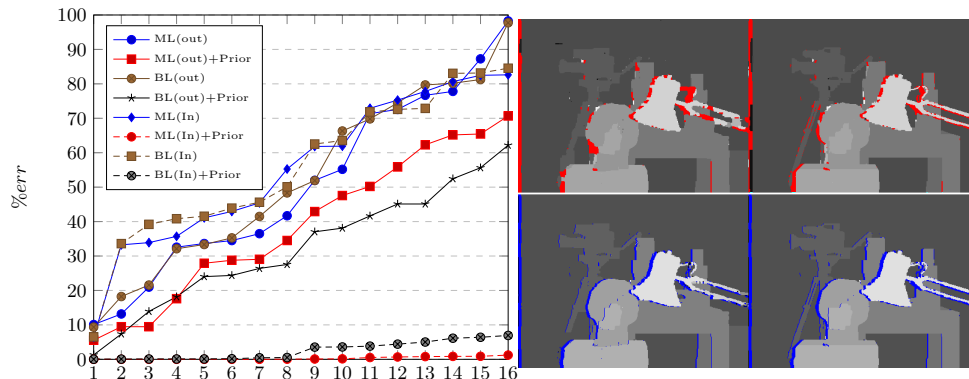 100
90
80
70
60
50
40
30
20
10
0
%err
ML(out)
ML(out)+Prior
BL(out)
BL(out)+Prior
ML(In)
ML(In)+Prior
BL(In)
BL(In)+Prior
1 2 3 4 5 6 7 8 9 10 11 12 13 14 15 16